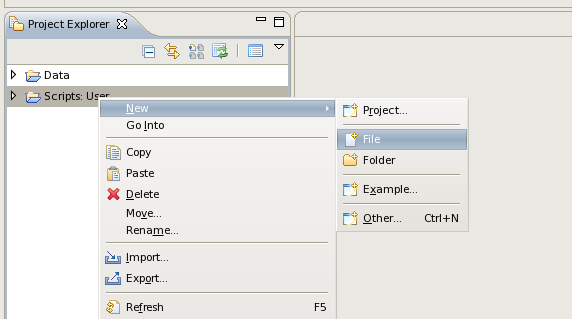 Project Explorer
Data
Scripts: User
New
Go Into
Copy
Paste
Delete
Move...
Rename...
Import...
Export...
Refresh F5
Project...
File
Folder
Example...
Other... Ctrl+N